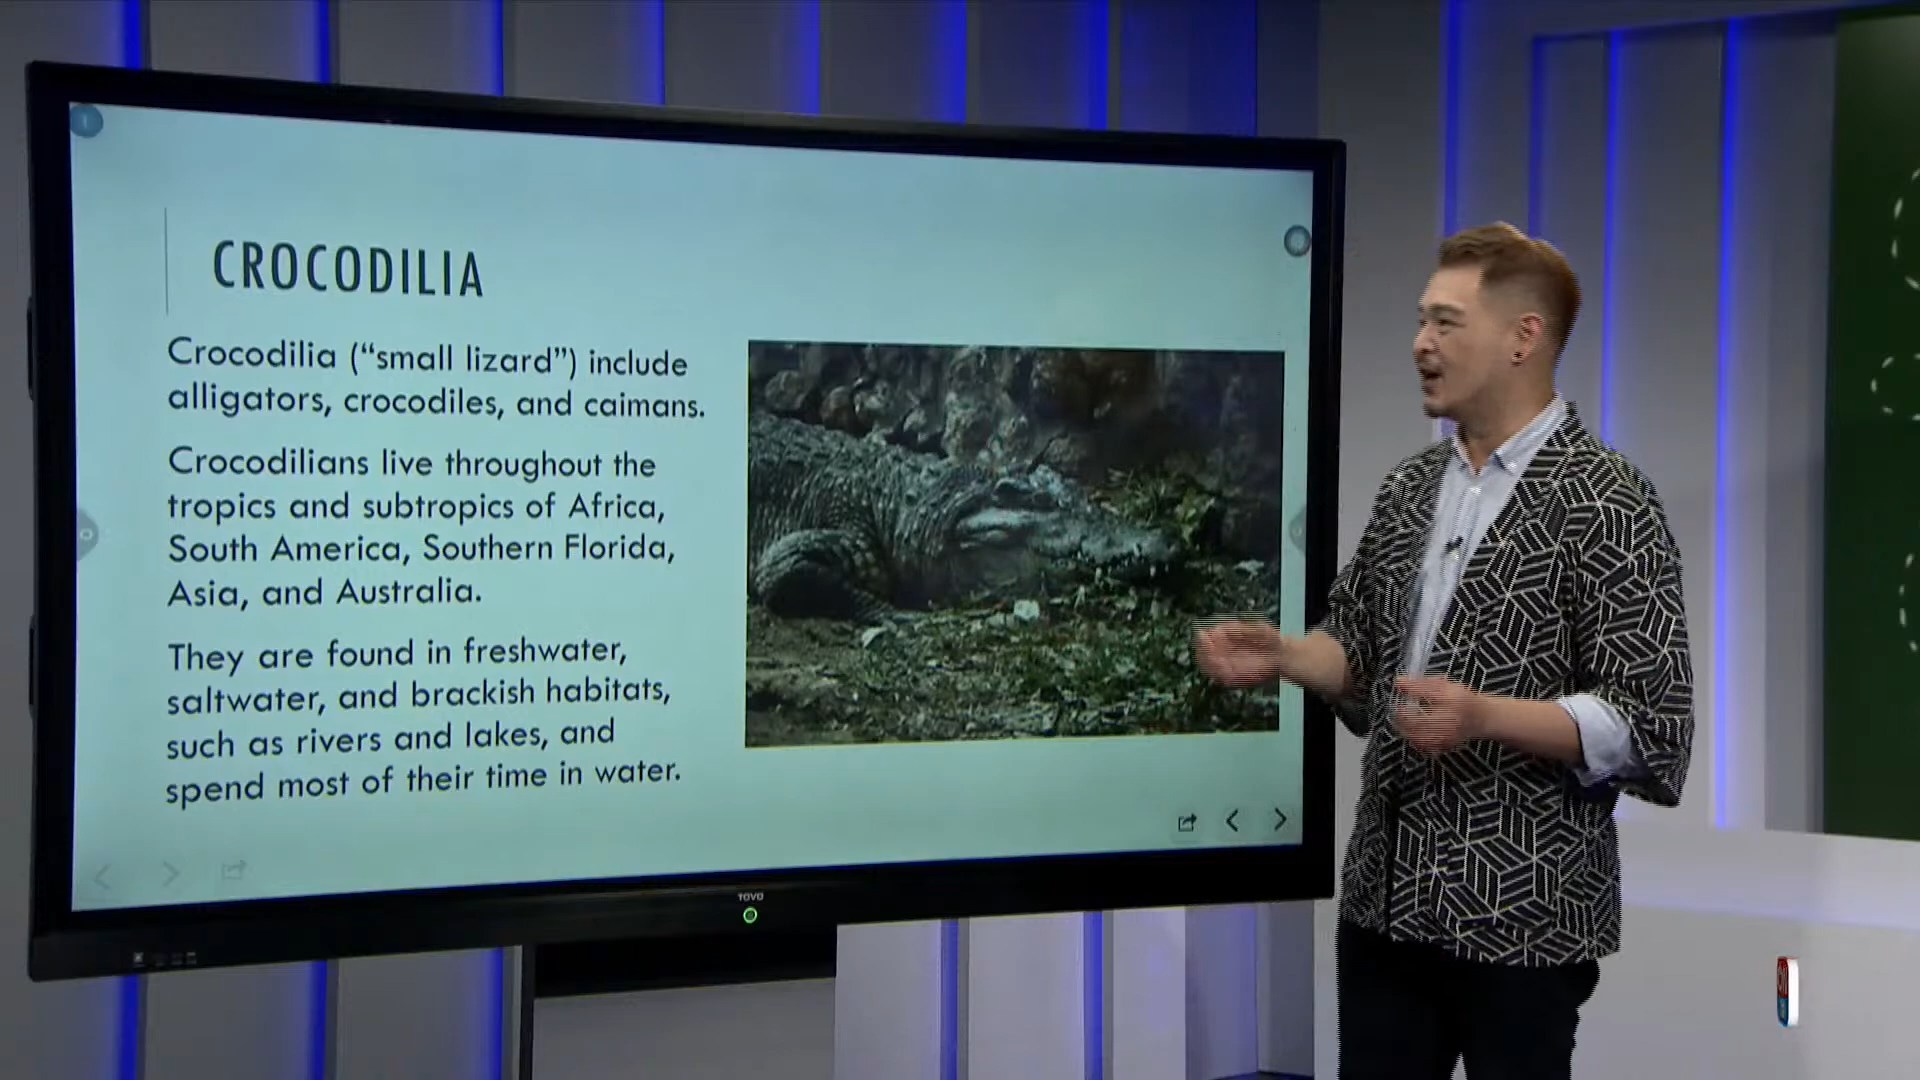 CROCODILIA
Crocodilia (“small lizard”) include
alligators, crocodiles, and caimans.
Crocodilians live throughout the
tropics and subtropics of Africa,
South America, Southern Florida,
Asia, and Australia.
They are found in freshwater,
saltwater, and brackish habitats,
such as rivers and lakes, and
spend most of their time in water.
TOVO